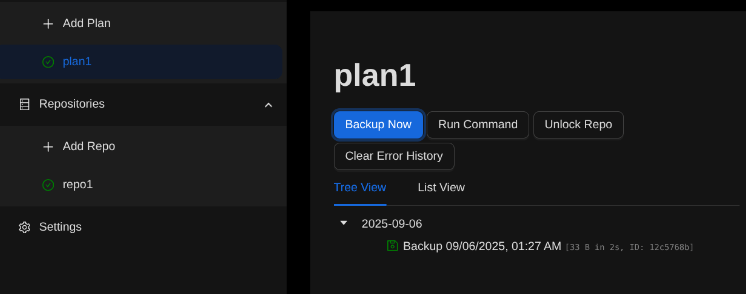 Add Plan
plan1
Repositories
Add Repo
repo1
Settings
plan1
Backup Now Run Command Unlock Repo
Clear Error History
Tree View List View
2025-09-06
Backup 09/06/2025, 01:27 AM [33 B in 2s, ID: 12c5768b]